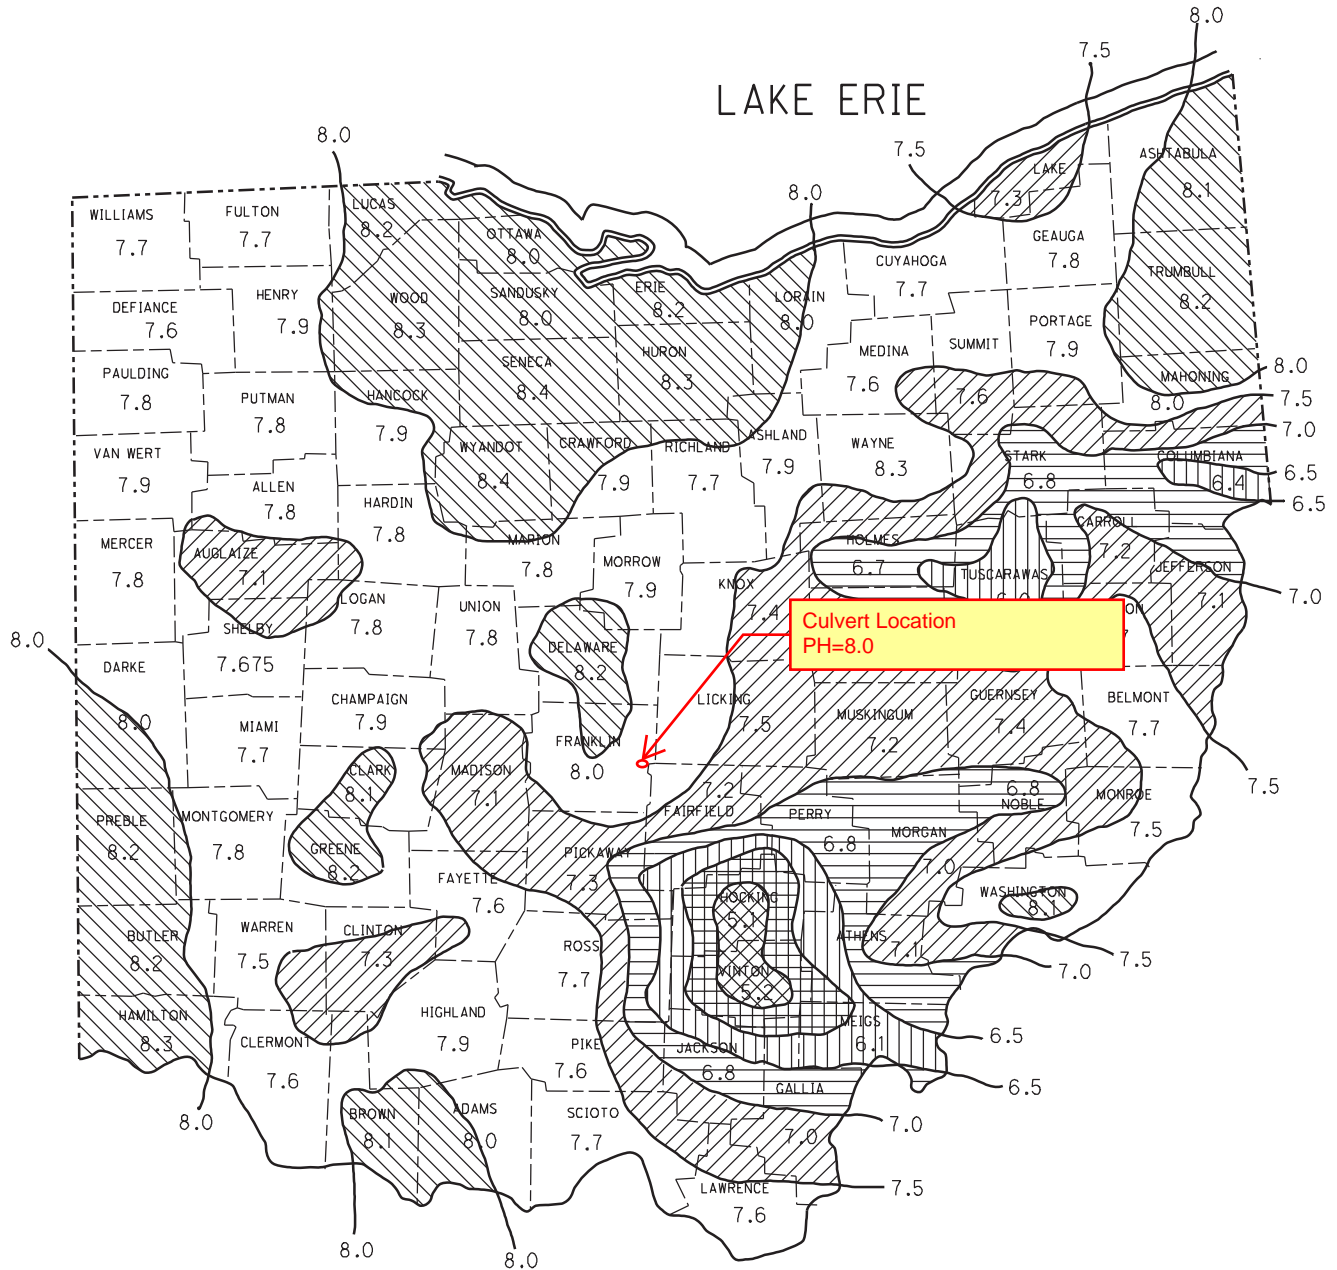 8.0
7.5
LAKE ERIE
8.0
7.5
ASHTABULA
LAKE
8.1
7.3
8.0
LUCAS
WILLIAMS
FULTON
8.2
7.7
7.7
OTTAWA
8.0
GEAUGA
7.8
CUYAHOGA
7.7
TRUMBULL
8.2
HENRY
7.9
WOOD
8.3
SANDUSKY
8.0
ERIE
8.2
LORAIN
8.0
DEFIANCE
7.6
PORTAGE
7.9
SUMMIT
7.6
MEDINA
7.6
SENECA
8.4
HURON
8.3
PAULDING
7.8
PUTMAN
7.8
HANCOCK
7.9
MAHONING
8.0
8.0
7.5
7.0
6.5
6.5
VAN WERT
7.9
ALLEN
7.8
HARDIN
7.8
WYANDOT
8.4
CRAWFORD
7.9
RICHLAND
7.7
ASHLAND
7.9
WAYNE
8.3
STARK
6.8
COLUMBIANA
6.4
MERCER
7.8
AUGLAIZE
7.1
MARION
7.8
MORROW
7.9
KNOX
7.4
HOLMES
6.7
TUSCARAWAS
CARROLL
7.2
JEFFERSON
7.1
7.0
LOGAN
7.8
UNION
7.8
SHELBY
7.675
8.0
DARKE
8.0
DELAWARE
8.2
Culvert Location
PH=8.0
ON
CHAMPAIGN
7.9
MIAMI
7.7
LICKING
7.5
MUSKINGUM
7.2
GUERNSEY
7.4
BELMONT
7.7
FRANKLIN
8.0
CLARK
8.1
MADISON
7.1
7.5
PREBLE
8.2
MONTGOMERY
7.8
GREENE
8.2
7.2
FAIRFIELD
PERRY
6.8
MORGAN
7.0
6.8
NOBLE
MONROE
7.5
PICKAWAY
7.3
FAYETTE
7.6
HOCKING
5.1
WASHINGTON
8.1
BUTLER
8.2
WARREN
7.5
CLINTON
7.3
ROSS
7.7
VINTON
5.2
ATHENS
7.1
7.5
7.0
HAMILTON
8.3
CLERMONT
7.6
HIGHLAND
7.9
PIKE
7.6
JACKSON
6.8
MEIGS
6.1
6.5
6.5
GALLIA
7.0
8.0
BROWN
8.1
ADAMS
8.0
SCIOTO
7.7
7.0
LAWRENCE
7.6
7.5
8.0
8.0